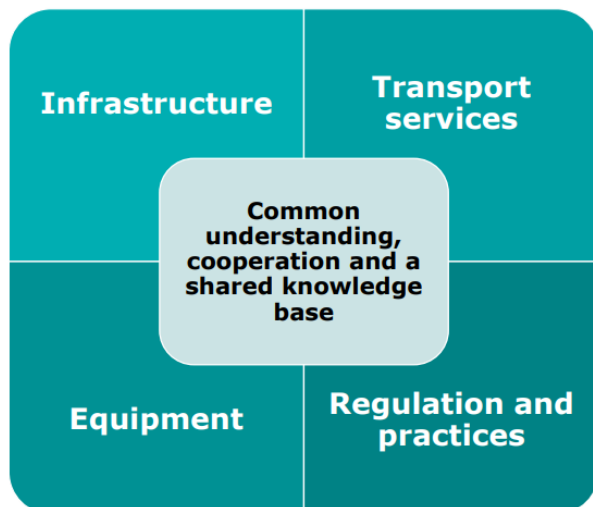 Infrastructure
Transport
services
Common
understanding,
cooperation and a
shared knowledge
base
Equipment
Regulation and
practices